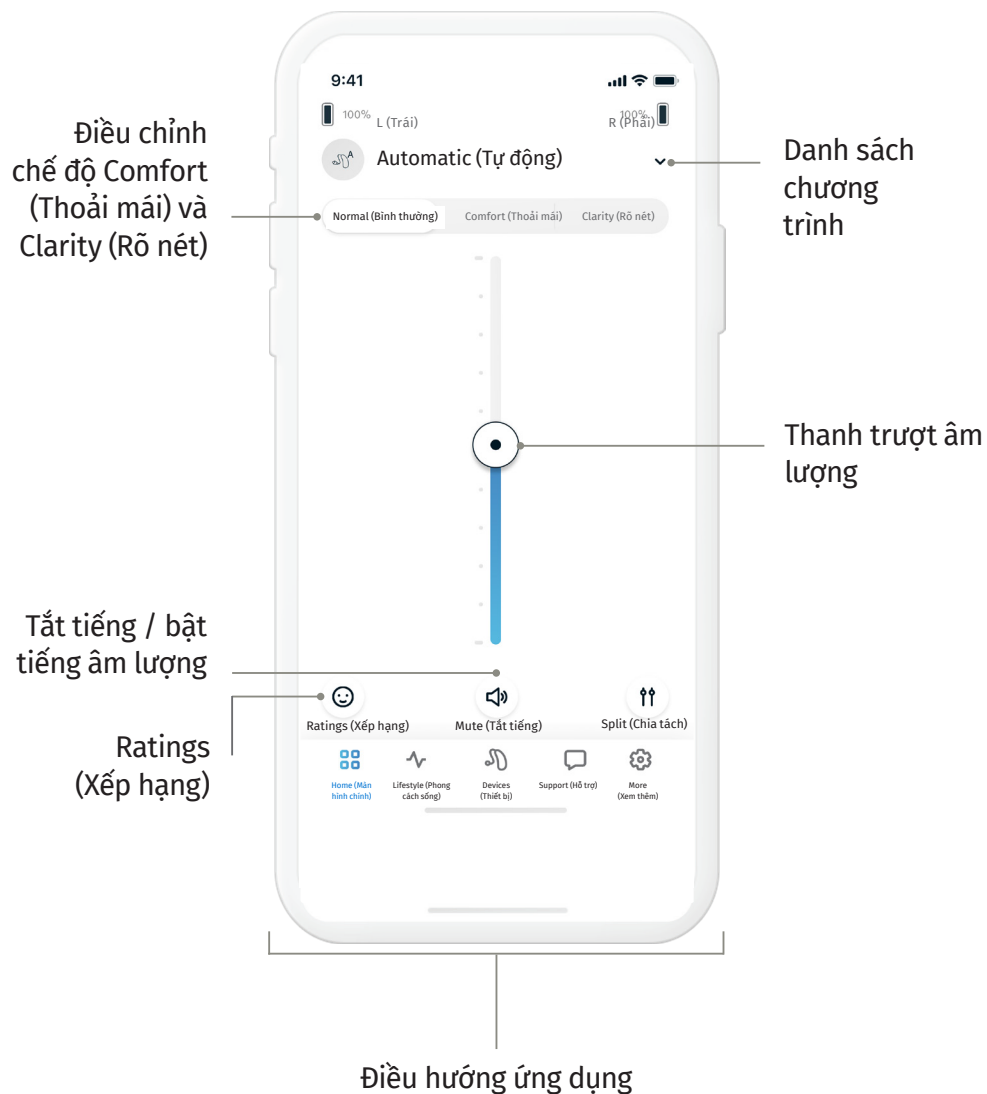 9:41
100%
L (Trái)
100%
R (Phải)
Điều chỉnh
chế độ Comfort
(Thoải mái) và
Clarity (Rõ nét)
Automatic (Tự động)
Danh sách
chương
trình
Normal (Bình thường)
Comfort (Thoải mái)
Clarity (Rõ nét)
Thanh trượt âm
lượng
Tắt tiếng / bật
tiếng âm lượng
Ratings
(Xếp hạng)
Ratings (Xếp hạng)
Mute (Tắt tiếng)
Split (Chia tách)
Home (Màn
hình chính)
Lifestyle (Phong
cách sống)
Devices
(Thiết bị)
Support (Hỗ trợ)
More
(Xem thêm)
Điều hướng ứng dụng